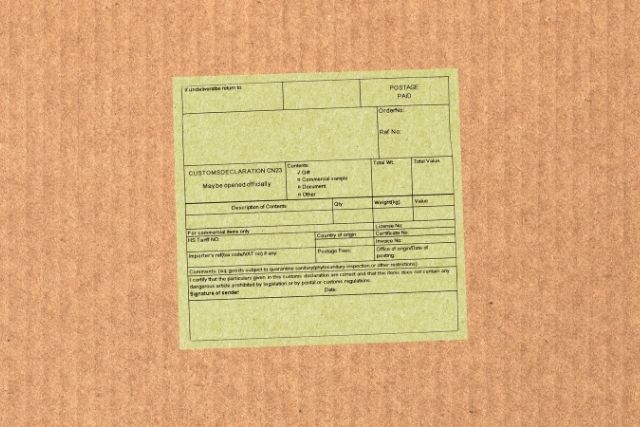 If undeliverable return to
POSTAGE
PAID
OrderNo:
Ref No:
CUSTOMSDECLARATION CN23
Maybe opened officially
Contents:
√ Gift
¤ Commercial sample
¤ Document
¤ Other
Total Wt.
Total Value
Description of Contents
Qty
Weight(kg).
Value
For commercial items only
HS Tariff NO.
Importer's ref(tax code/VAT no) if any:
Country of origin
Postage Fees:
License No
Certificate No.
Invoice No.
Office of origin/Date of
posting
Comments: (eg. goods subject to quarantine sanitary/phytosanitary inspection or other restrictions)
I certify that the particulars given in this customs declaration are correct and that this items does not contain any
dangerous article prohibited by legislation or by postal or customs regulations.
Signature of sender
Date: